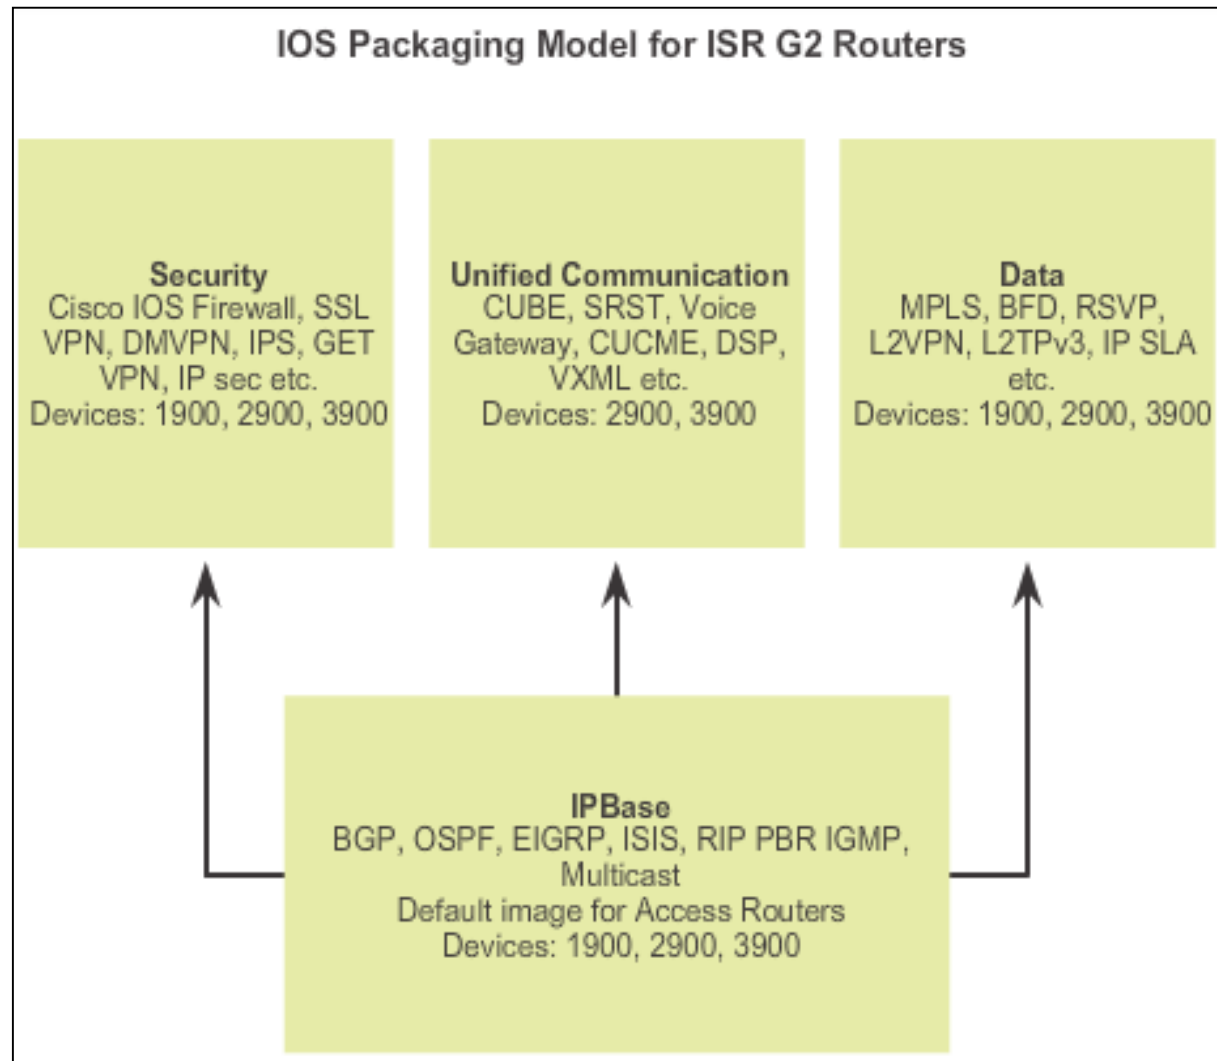 IOS Packaging Model for ISR G2 Routers
Security
Cisco IOS Firewall, SSL
VPN, DMVPN, IPS, GET
VPN, IP sec etc.
Devices: 1900, 2900, 3900
Unified Communication
CUBE, SRST, Voice
Gateway, CUCME, DSP,
VXML etc.
Devices: 2900, 3900
Data
MPLS, BFD, RSVP,
L2VPN, L2TPv3, IP SLA
etc.
Devices: 1900, 2900, 3900
IPBase
BGP, OSPF, EIGRP, ISIS, RIP PBR IGMP,
Multicast
Default image for Access Routers
Devices: 1900, 2900, 3900